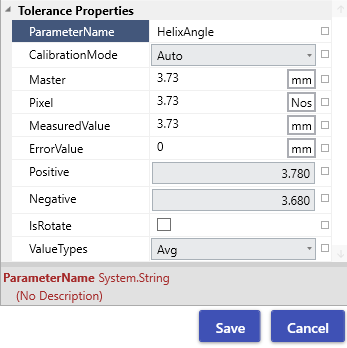 Tolerance Properties
ParameterName HelixAngle
CalibrationMode Auto
Master 3.73 mm
Pixel 3.73 Nos
MeasuredValue 3.73 mm
ErrorValue 0 mm
Positive 3.780
Negative 3.680
IsRotate
ValueTypes Avg
ParameterName System.String
(No Description)
Save Cancel